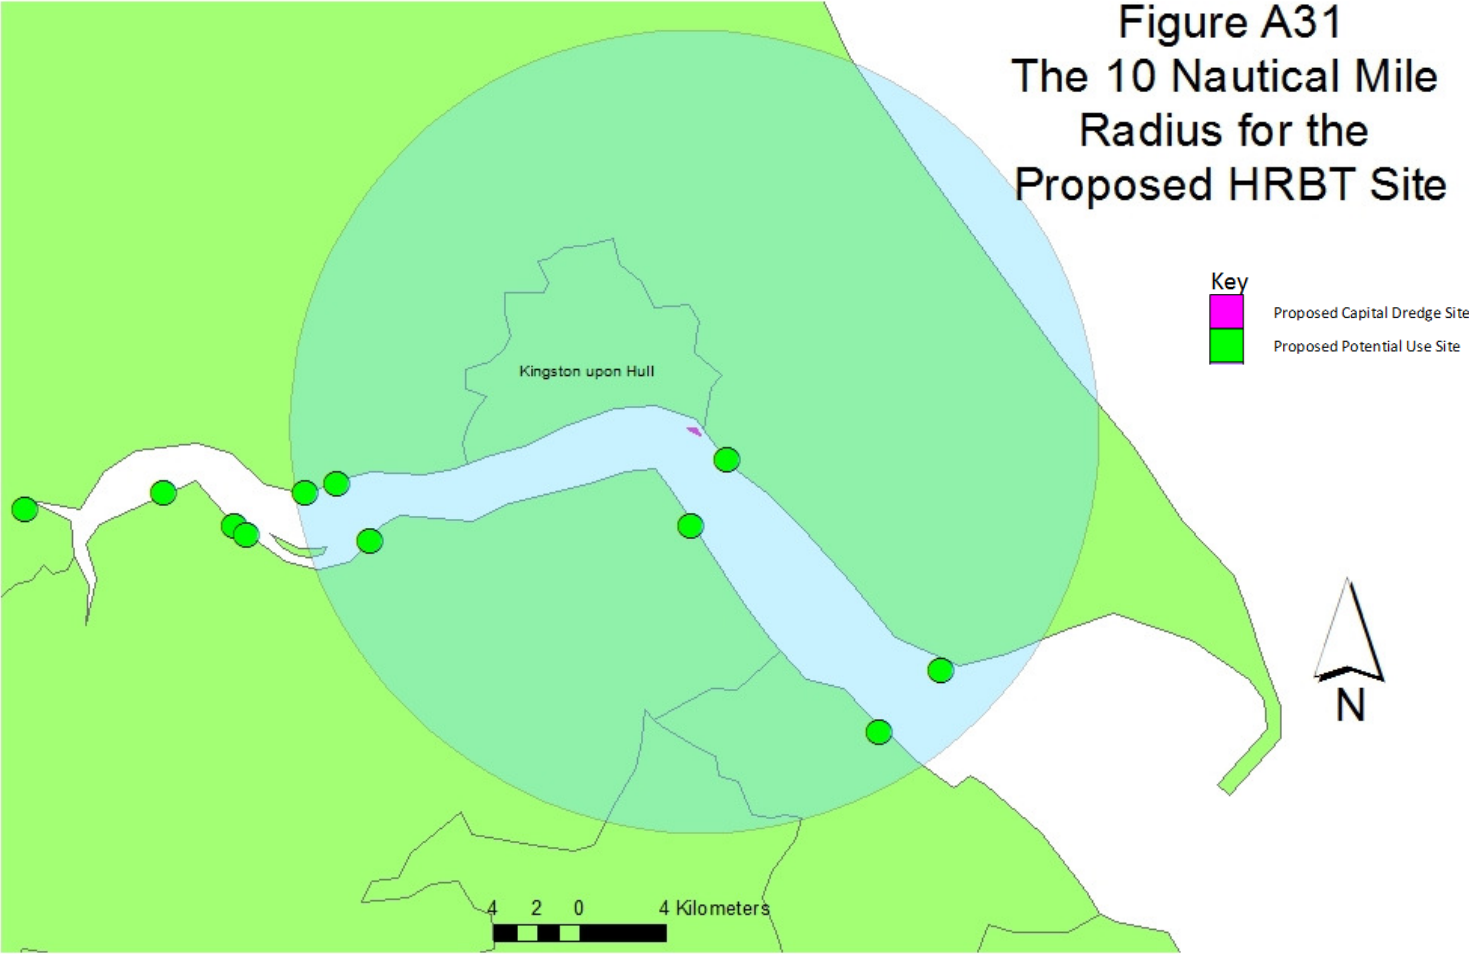 Figure A31
The 10 Nautical Mile
Radius for the
Proposed HRBT Site
Key
Proposed Capital Dredge Site
Proposed Potential Use Site
Kingston upon Hull
N
4 2 0 4 Kilometers